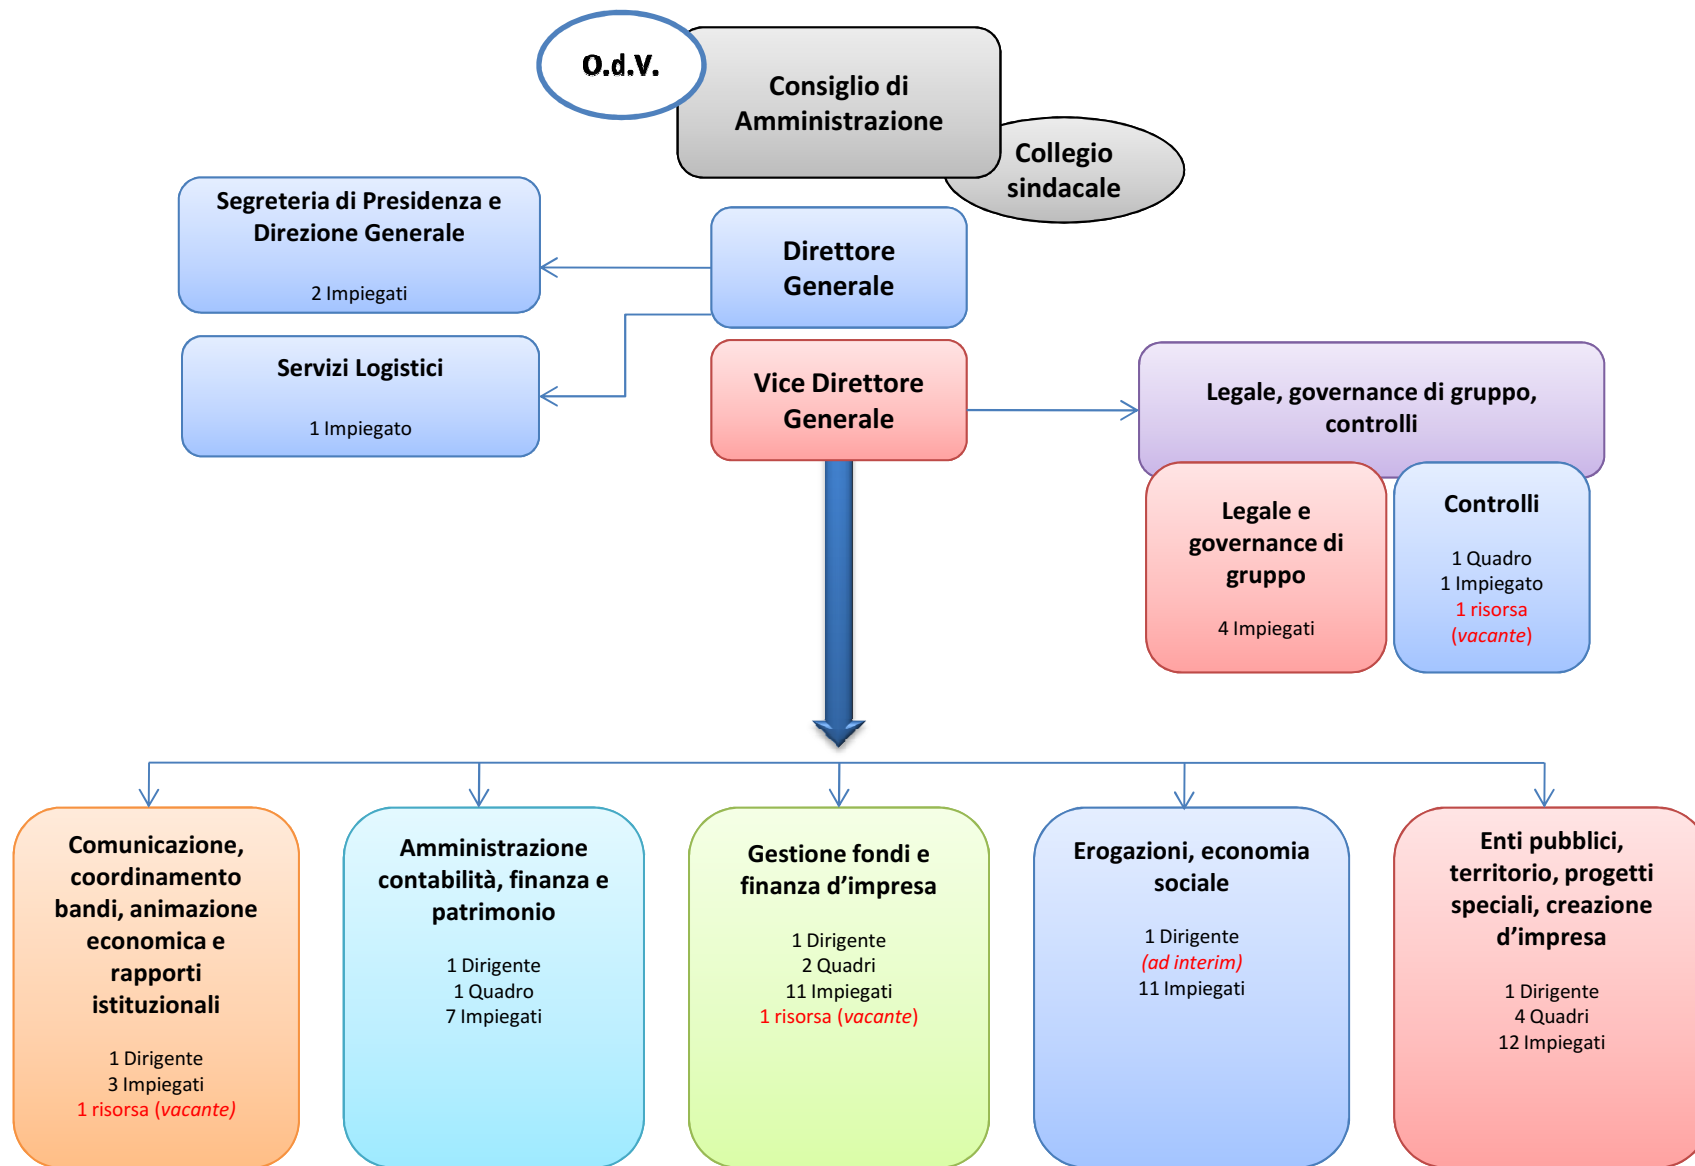 O.d.V.
Consiglio di
Amministrazione
Collegio
sindacale
Segreteria di Presidenza e
Direzione Generale
2 Impiegati
Direttore
Generale
Servizi Logistici
1 Impiegato
Vice Direttore
Generale
Legale, governance di gruppo,
controlli
Legale e
governance di
gruppo
4 Impiegati
Controlli
1 Quadro
1 Impiegato
1 risorsa
(vacante)
Comunicazione,
coordinamento
bandi, animazione
economica e
rapporti
istituzionali
1 Dirigente
3 Impiegati
1 risorsa (vacante)
Amministrazione
contabilità, finanza e
patrimonio
1 Dirigente
1 Quadro
7 Impiegati
Gestione fondi e
finanza d’impresa
1 Dirigente
2 Quadri
11 Impiegati
1 risorsa (vacante)
Erogazioni, economia
sociale
1 Dirigente
(ad interim)
11 Impiegati
Enti pubblici,
territorio, progetti
speciali, creazione
d’impresa
1 Dirigente
4 Quadri
12 Impiegati